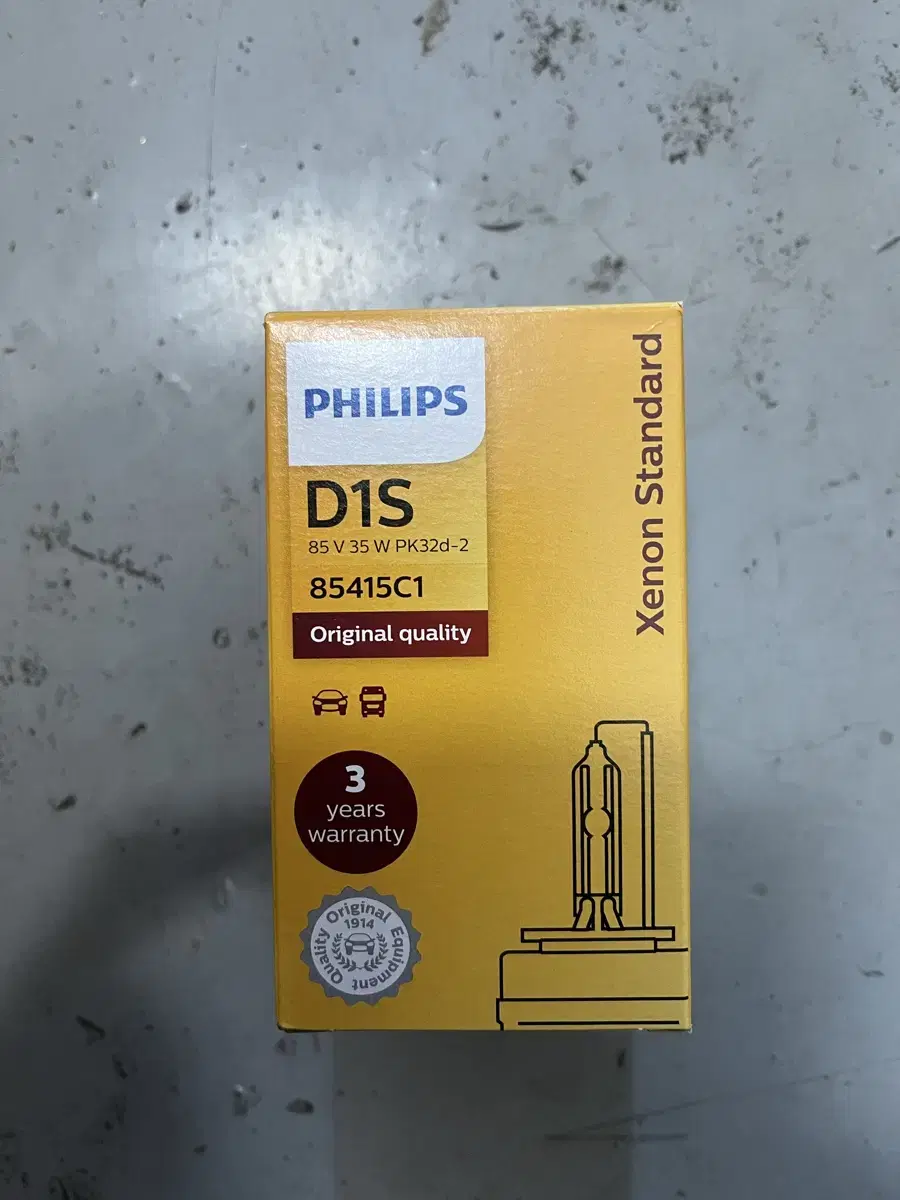 PHILIPS
D1S
85 V 35 W PK32d-2
85415C1
Original quality
Xenon Standard
3
years
warranty
Original Equipment Quality
1914